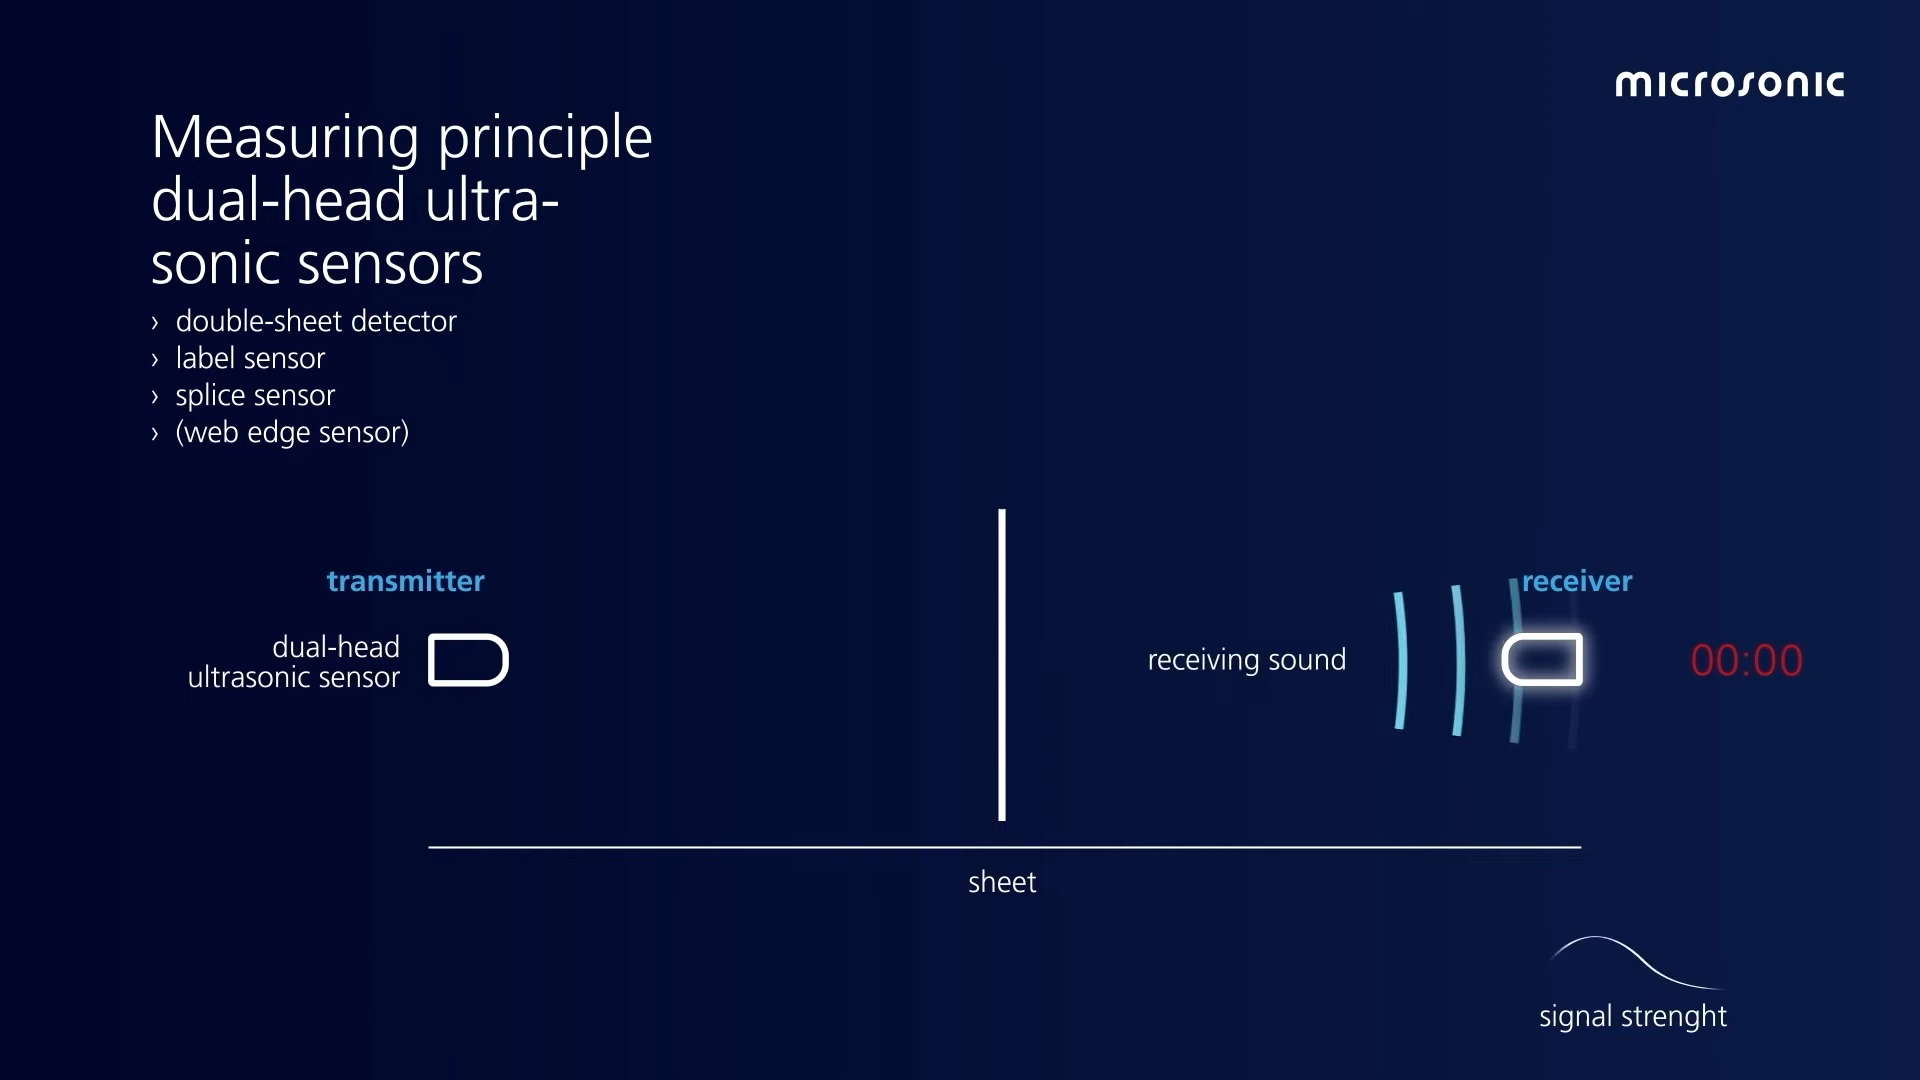 microsonic
Measuring principle
dual-head ultra-
sonic sensors
› double-sheet detector
› label sensor
› splice sensor
› (web edge sensor)
transmitter
receiver
dual-head
ultrasonic sensor
receiving sound
00:00
sheet
signal strenght